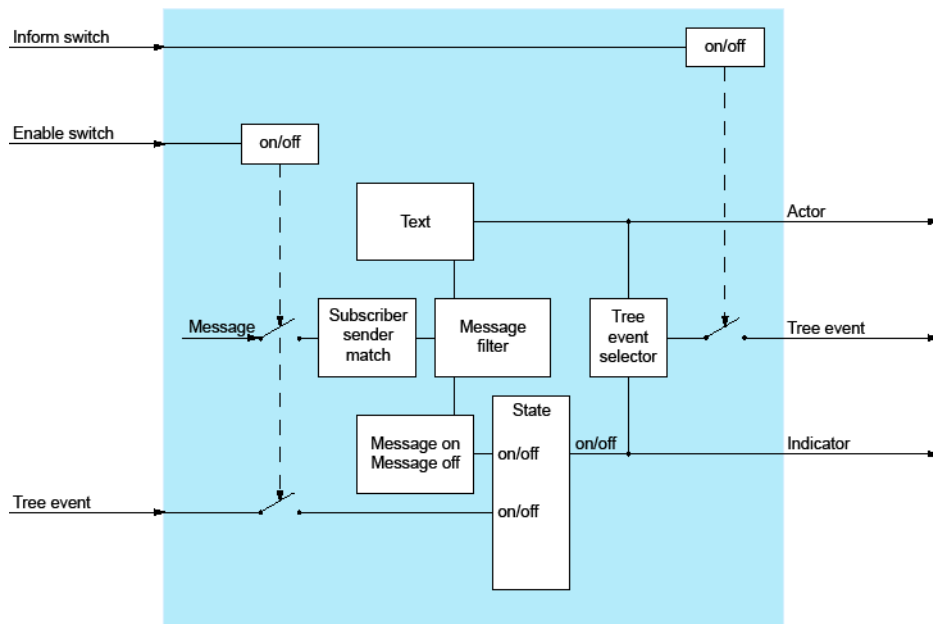 Inform switch
on/off
Enable switch
on/off
Text
Actor
Message
Subscriber
sender
match
Message
filter
Tree
event
selector
Tree event
State
Message on
Message off
on/off
on/off
Indicator
Tree event
on/off